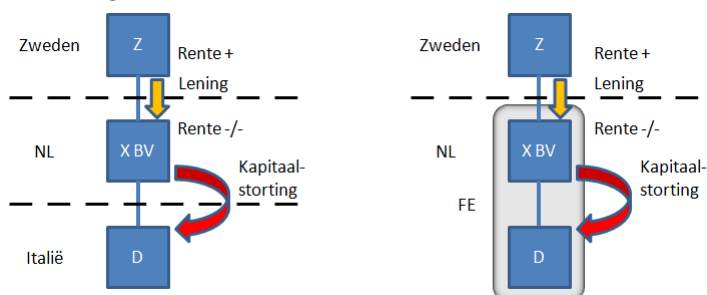 Zweden
Z
Rente +
Lening
NL
X BV
Rente -/-
Kapitaal-
storting
Italië
D
Zweden
Z
Rente +
Lening
NL
X BV
Rente -/-
Kapitaal-
storting
FE
D